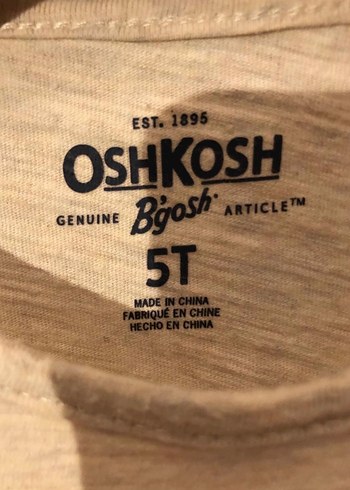 EST. 1895
OSHKOSH
GENUINE B'gosh ARTICLE™
5T
MADE IN CHINA
FABRIQUÉ EN CHINE
HECHO EN CHINA